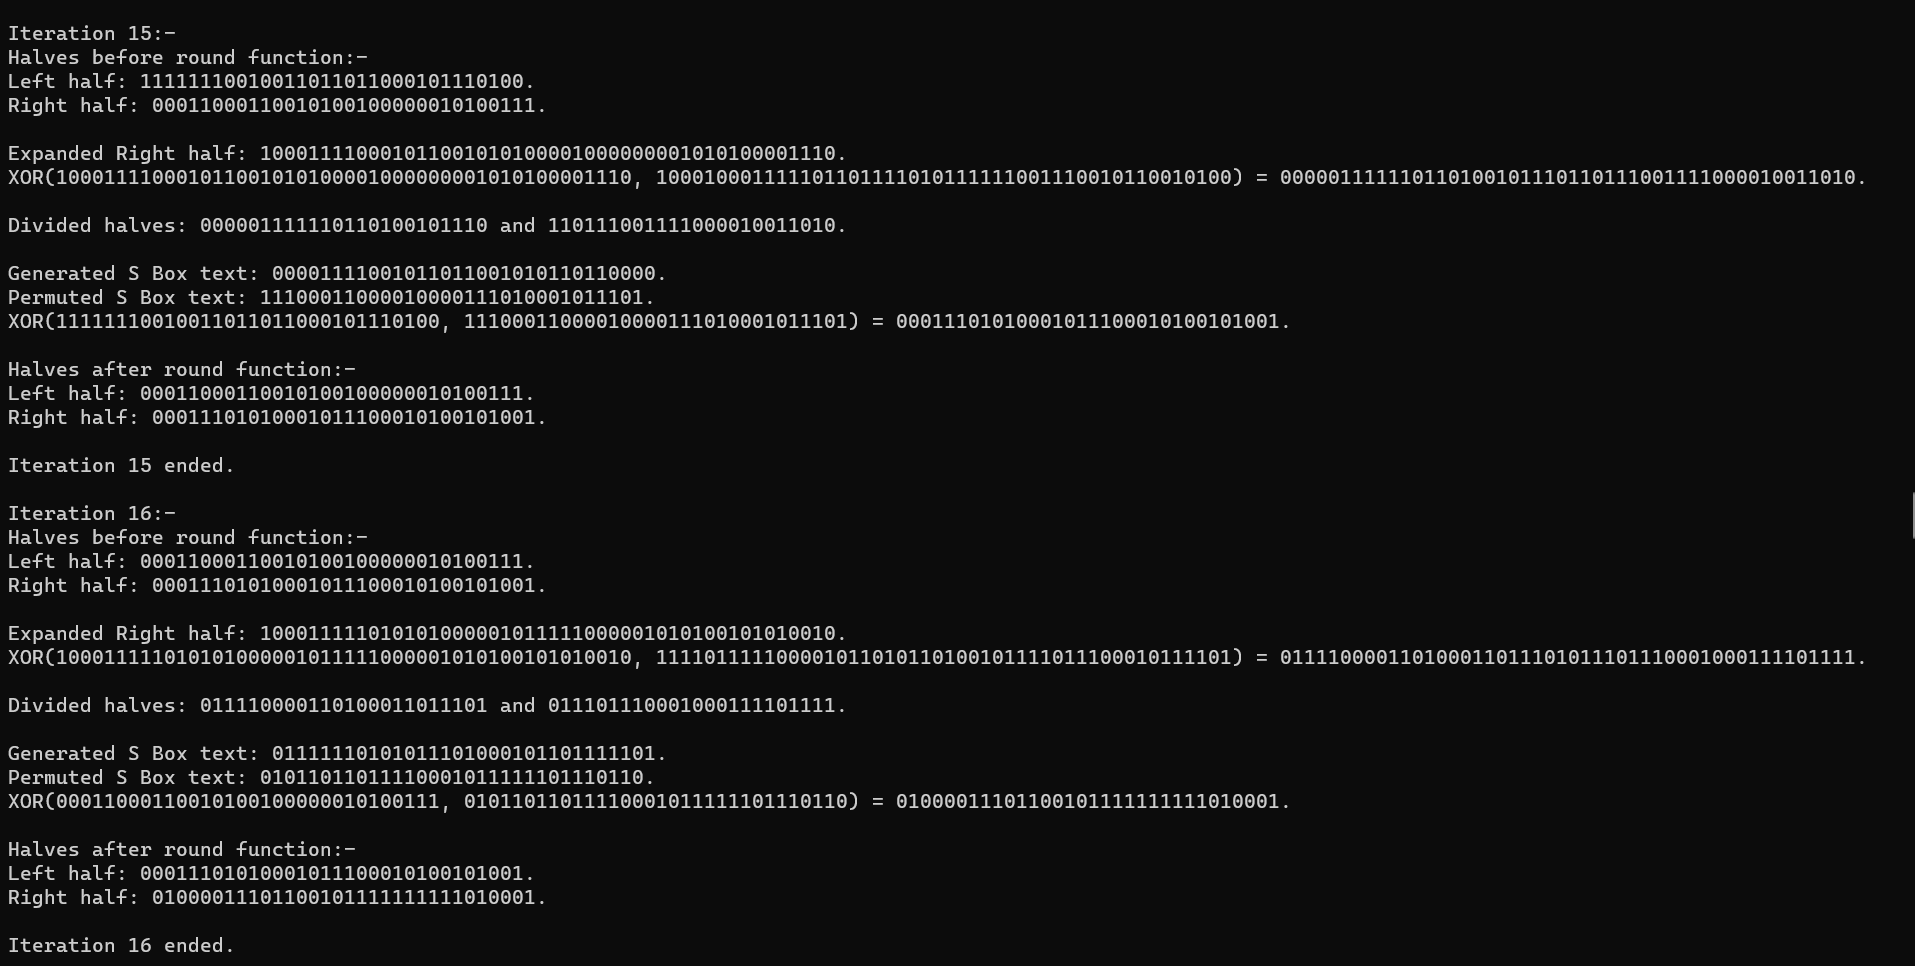 Iteration 15:-
Halves before round function:-
Left half: 11111110010011011011000101110100.
Right half: 00011000110010100100000010100111.
Expanded Right half: 100011110001011001010100001000000001010100001110.
XOR(100011110001011001010100001000000001010100001110, 100010001111101101111010111111001110010110010100) = 000001111110110100101110110111001111000010011010.
Divided halves: 000001111110110100101110 and 110111001111000010011010.
Generated S Box text: 00001111001011011001010110110000.
Permuted S Box text: 11100011000010000111010001011101.
XOR(11111110010011011011000101110100, 11100011000010000111010001011101) = 00011101010001011100010100101001.
Halves after round function:-
Left half: 00011000110010100100000010100111.
Right half: 00011101010001011100010100101001.
Iteration 15 ended.
Iteration 16:-
Halves before round function:-
Left half: 00011000110010100100000010100111.
Right half: 00011101010001011100010100101001.
Expanded Right half: 100011111010101000001011111000001010100101010010.
XOR(100011111010101000001011111000001010100101010010, 111101111100001011010110100101111011100010111101) = 011110000110100011011101011101110001000111101111.
Divided halves: 011110000110100011011101 and 011101110001000111101111.
Generated S Box text: 01111110101011101000101101111101.
Permuted S Box text: 01011011011110001011111101110110.
XOR(00011000110010100100000010100111, 01011011011110001011111101110110) = 01000011101100101111111111010001.
Halves after round function:-
Left half: 00011101010001011100010100101001.
Right half: 01000011101100101111111111010001.
Iteration 16 ended.